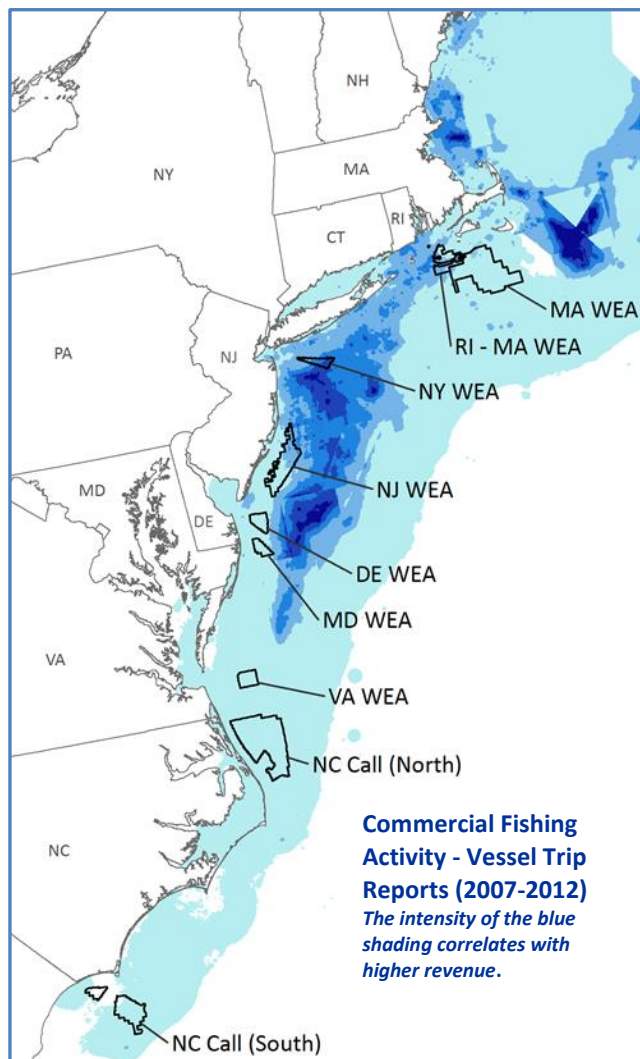 NH
NY
MA
CT
RI
MA WEA
RI - MA WEA
PA
NJ
NY WEA
NJ WEA
MD
DE
DE WEA
MD WEA
VA
VA WEA
NC Call (North)
NC
Commercial Fishing
Activity - Vessel Trip
Reports (2007-2012)
The intensity of the blue
shading correlates with
higher revenue.
NC Call (South)